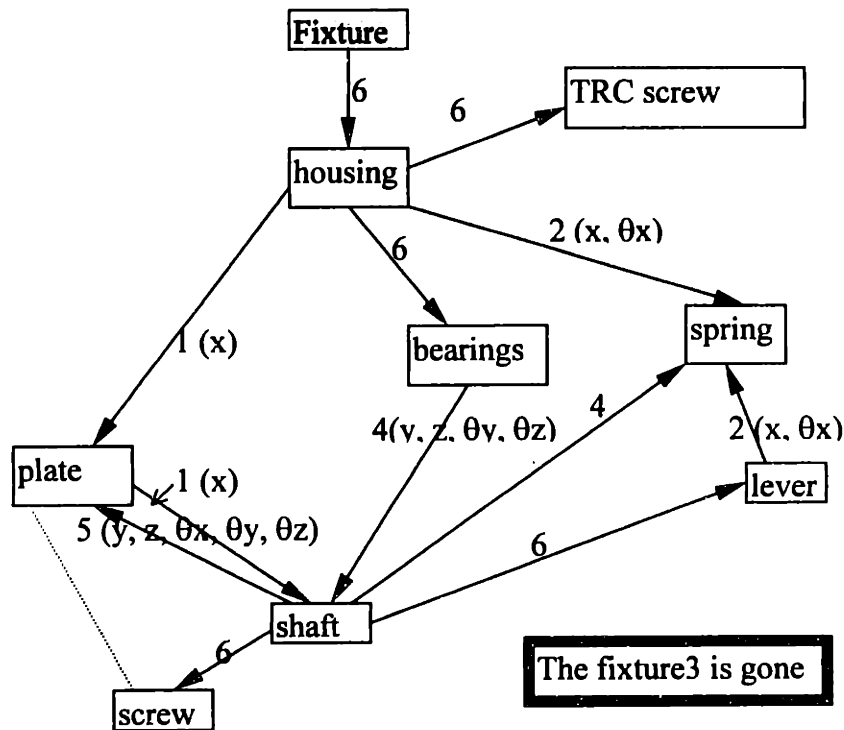 Fixture
6
TRC screw
6
housing
2 (x, θx)
6
1 (x)
spring
bearings
4
4(y, z, θy, θz)
2 (x, θx)
plate
1 (x)
lever
5 (y, z, θx, θy, θz)
6
shaft
6
The fixture3 is gone
screw